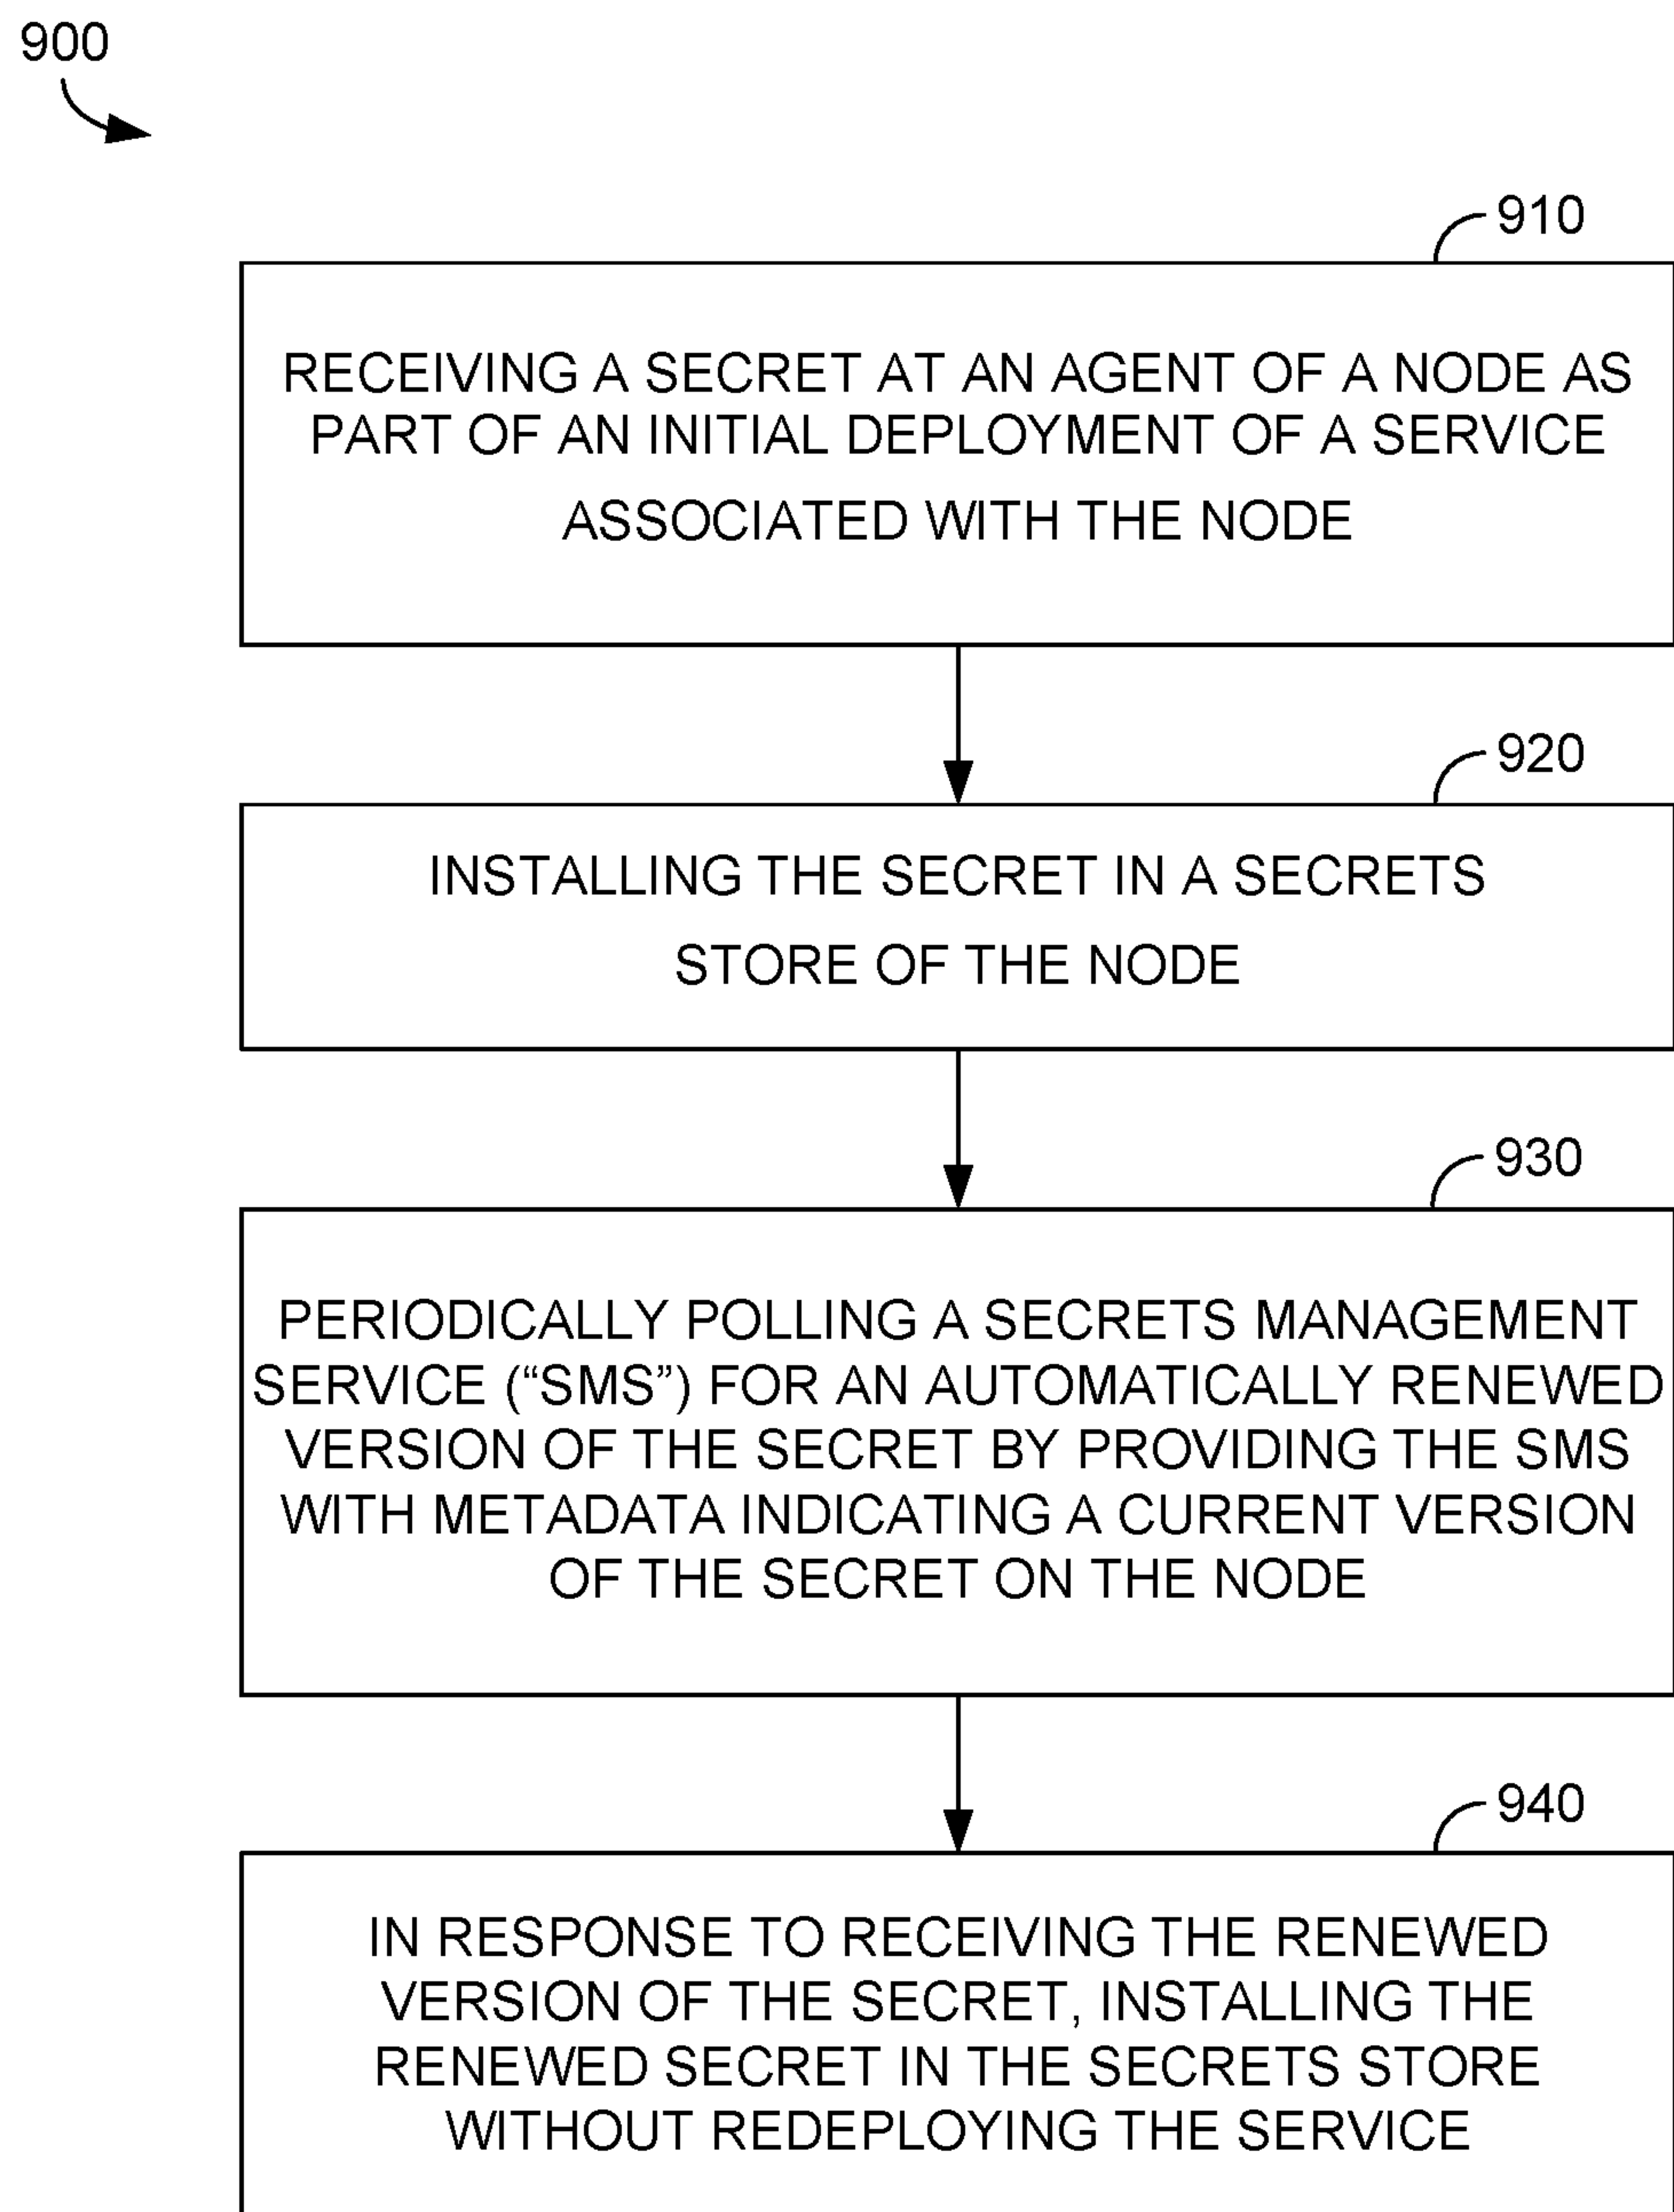 900
910
RECEIVING A SECRET AT AN AGENT OF A NODE AS
PART OF AN INITIAL DEPLOYMENT OF A SERVICE
ASSOCIATED WITH THE NODE
920
INSTALLING THE SECRET IN A SECRETS
STORE OF THE NODE
930
PERIODICALLY POLLING A SECRETS MANAGEMENT
SERVICE (“SMS”) FOR AN AUTOMATICALLY RENEWED
VERSION OF THE SECRET BY PROVIDING THE SMS
WITH METADATA INDICATING A CURRENT VERSION
OF THE SECRET ON THE NODE
940
IN RESPONSE TO RECEIVING THE RENEWED
VERSION OF THE SECRET, INSTALLING THE
RENEWED SECRET IN THE SECRETS STORE
WITHOUT REDEPLOYING THE SERVICE